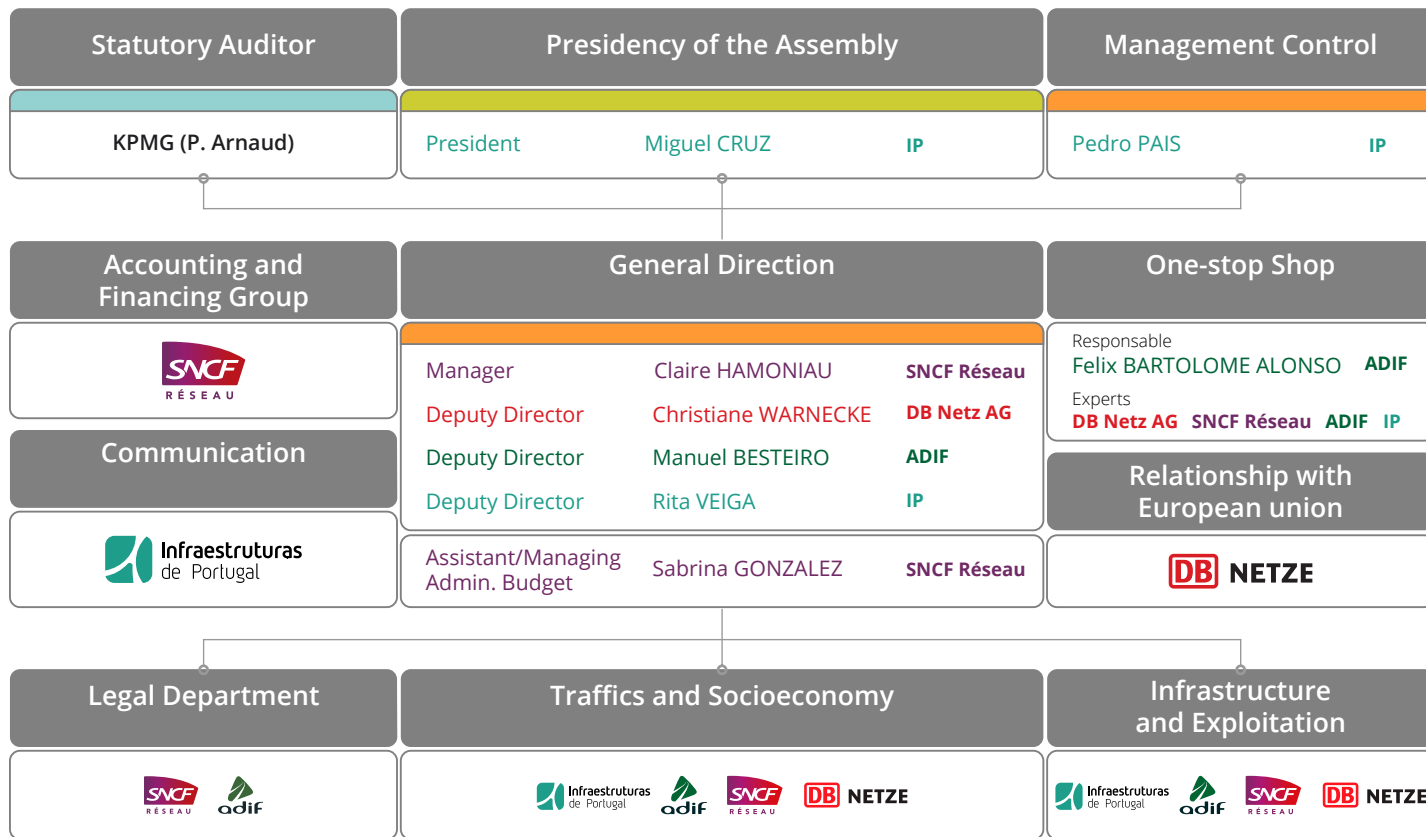 Statutory Auditor
Presidency of the Assembly
Management Control
KPMG (P. Arnaud)
President Miguel CRUZ IP
Pedro PAIS IP
Accounting and
Financing Group
General Direction
One-stop Shop
SNCF
RÉSEAU
Manager Claire HAMONIAU SNCF Réseau
Deputy Director Christiane WARNECKE DB Netz AG
Deputy Director Manuel BESTEIRO ADIF
Deputy Director Rita VEIGA IP
Responsable
Felix BARTOLOME ALONSO ADIF
Experts
DB Netz AG SNCF Réseau ADIF IP
Communication
Relationship with
European union
Infraestruturas
de Portugal
Assistant/Managing
Admin. Budget
Sabrina GONZALEZ SNCF Réseau
DB NETZE
Legal Department
Traffics and Socioeconomy
Infrastructure
and Exploitation
SNCF
RÉSEAU
adif
Infraestruturas
de Portugal
adif
SNCF
RÉSEAU
DB NETZE
Infraestruturas
de Portugal
adif
SNCF
RÉSEAU
DB NETZE